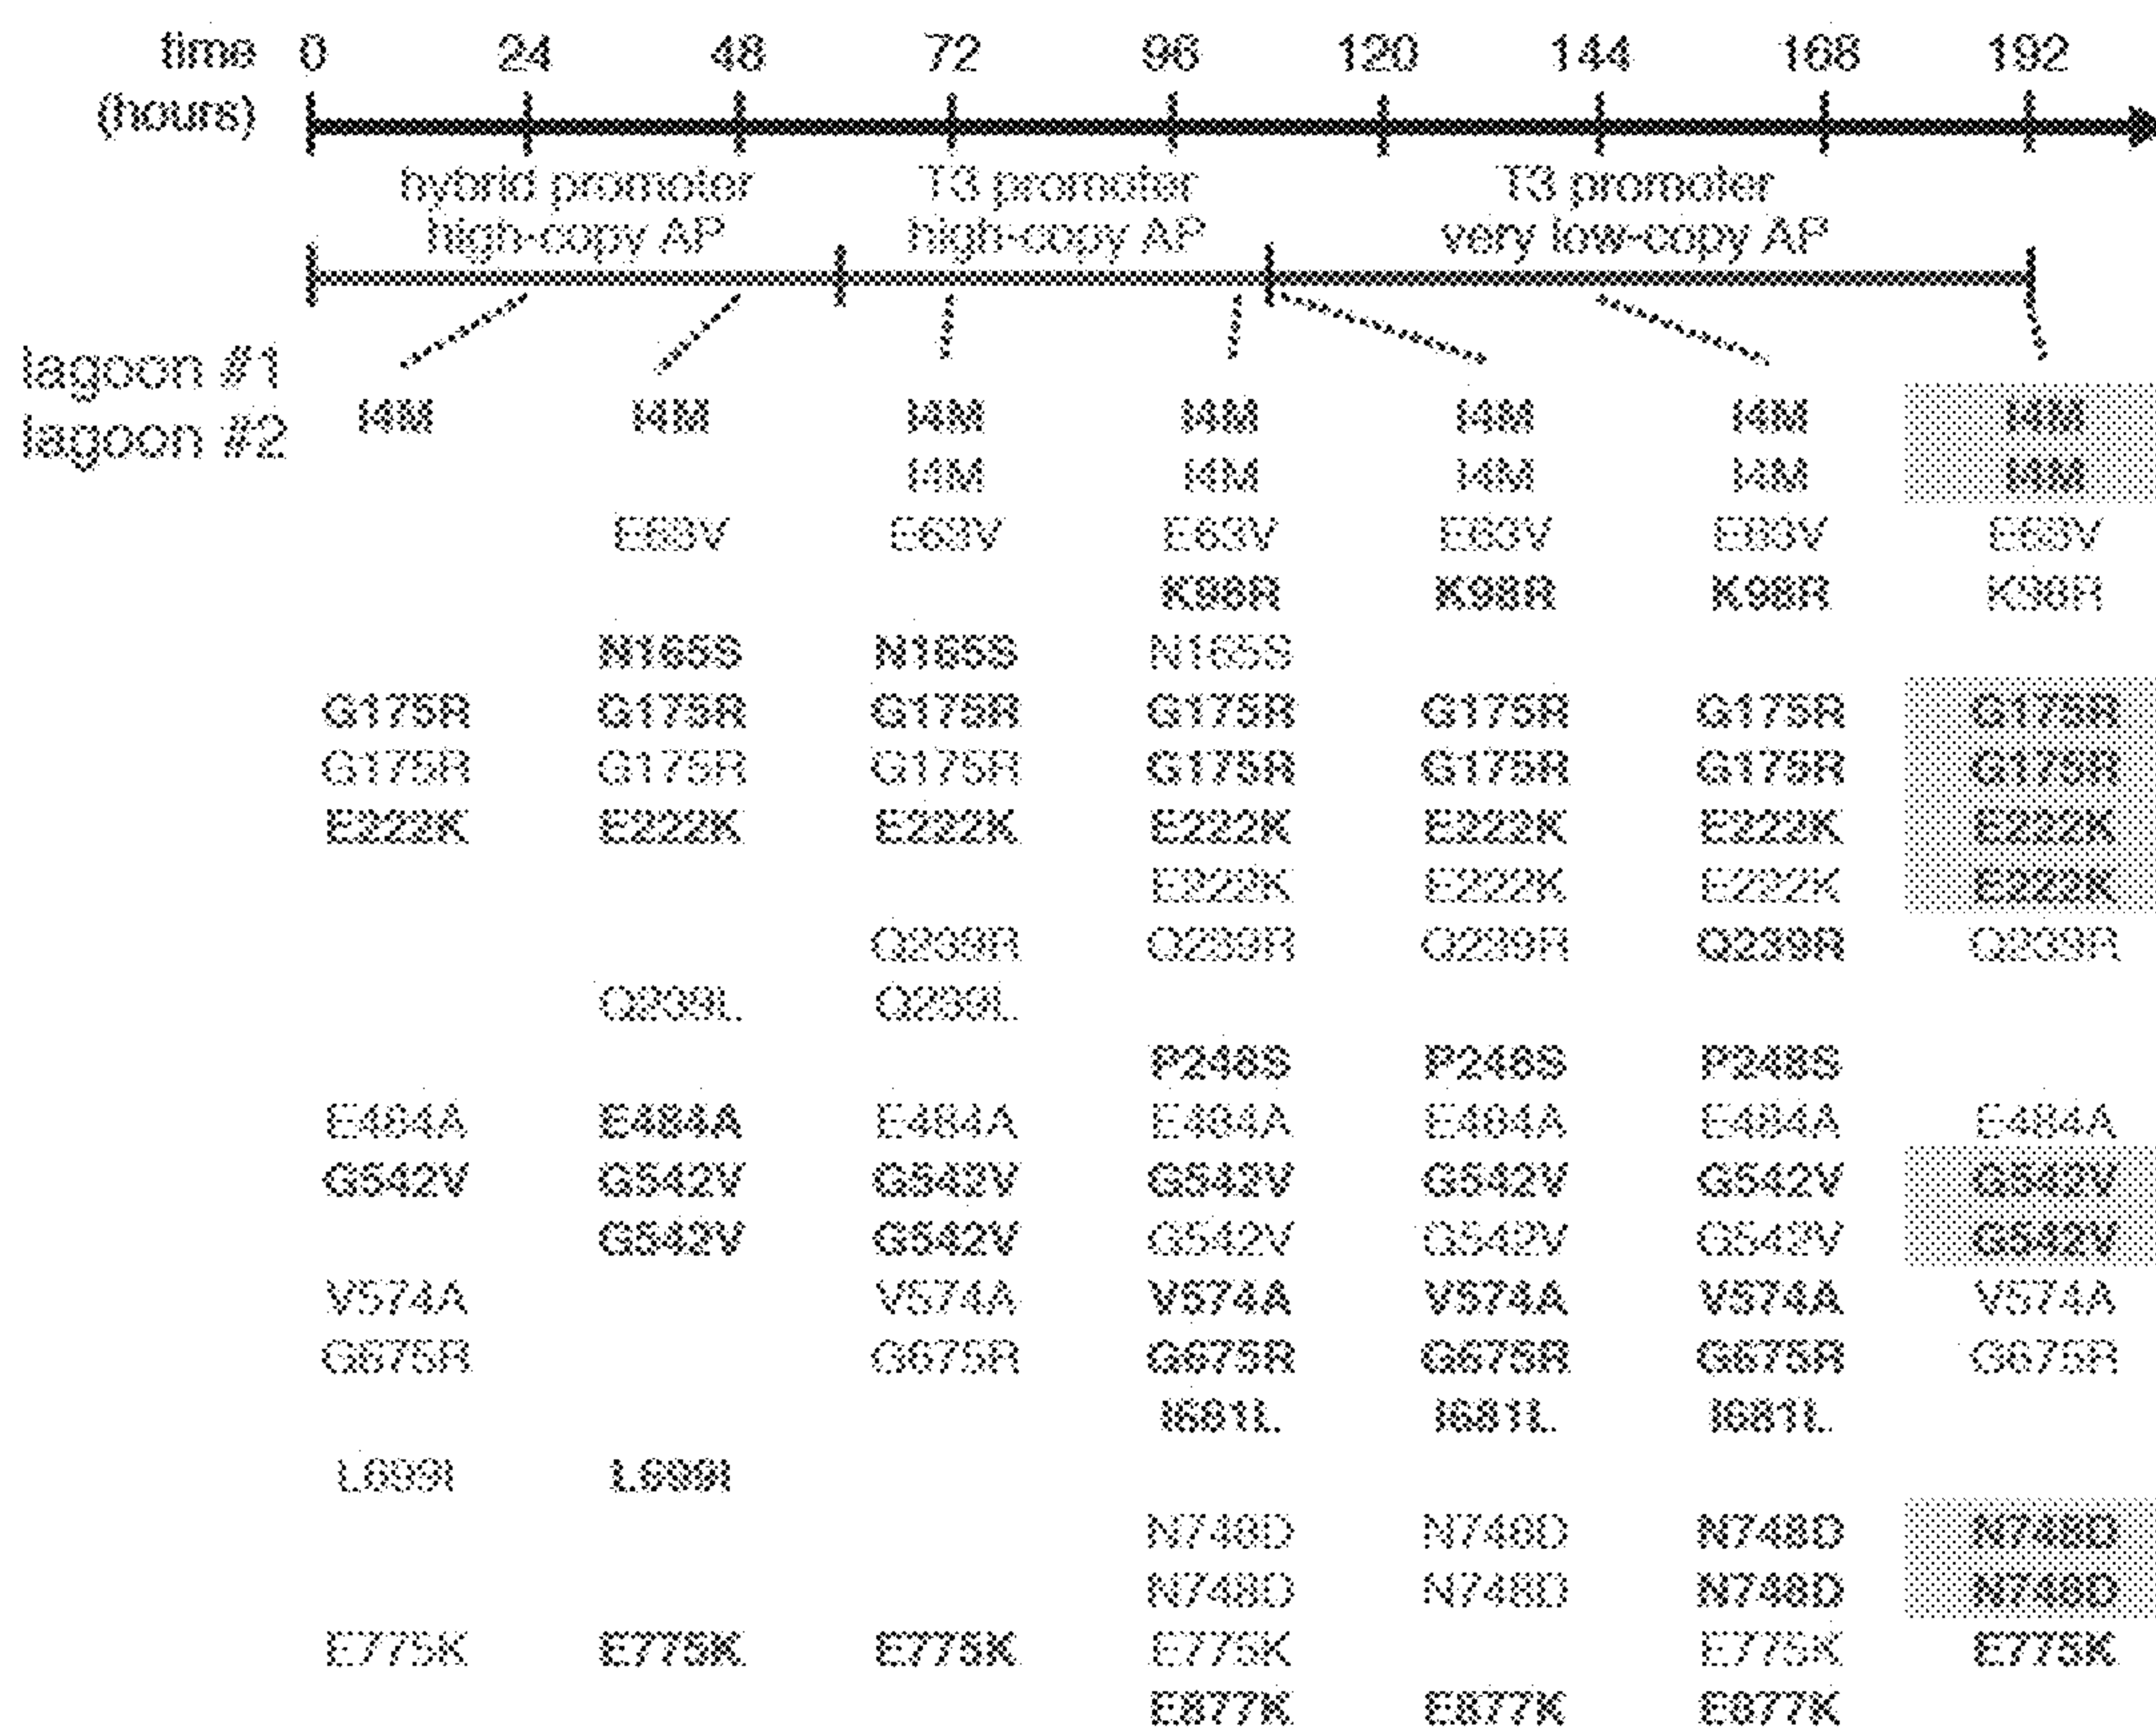 time 0 24 48 72 96 120 144 168 192
(hours)
hybrid promoter T3 promoter T3 promoter
high-copy AP high-copy AP very low-copy AP
lagoon #1
lagoon #2
I4M I4M I4M I4M I4M I4M I4M
I4M I4M I4M I4M I4M
E63V E63V E63V E63V E63V E63V
K98R K98R K98R K98R
N165S N165S N165S
G175R G175R G175R G175R G175R G175R G175R
G175R G175R G175R G175R G175R G175R G175R
E222K E222K E222K E222K E222K E222K E222K
E222K E222K E222K E222K
Q239R Q239R Q239R Q239R Q239R
Q239L Q239L
P248S P248S P248S
E484A E484A E484A E484A E484A E484A E484A
G542V G542V G542V G542V G542V G542V G542V
G542V G542V G542V G542V G542V G542V
V574A V574A V574A V574A V574A V574A
G675R G675R G675R G675R G675R G675R
I681L I681L I681L
L699I L699I
N748D N748D N748D N748D
N748D N748D N748D N748D
E775K E775K E775K E775K E775K E775K
E877K E877K E877K